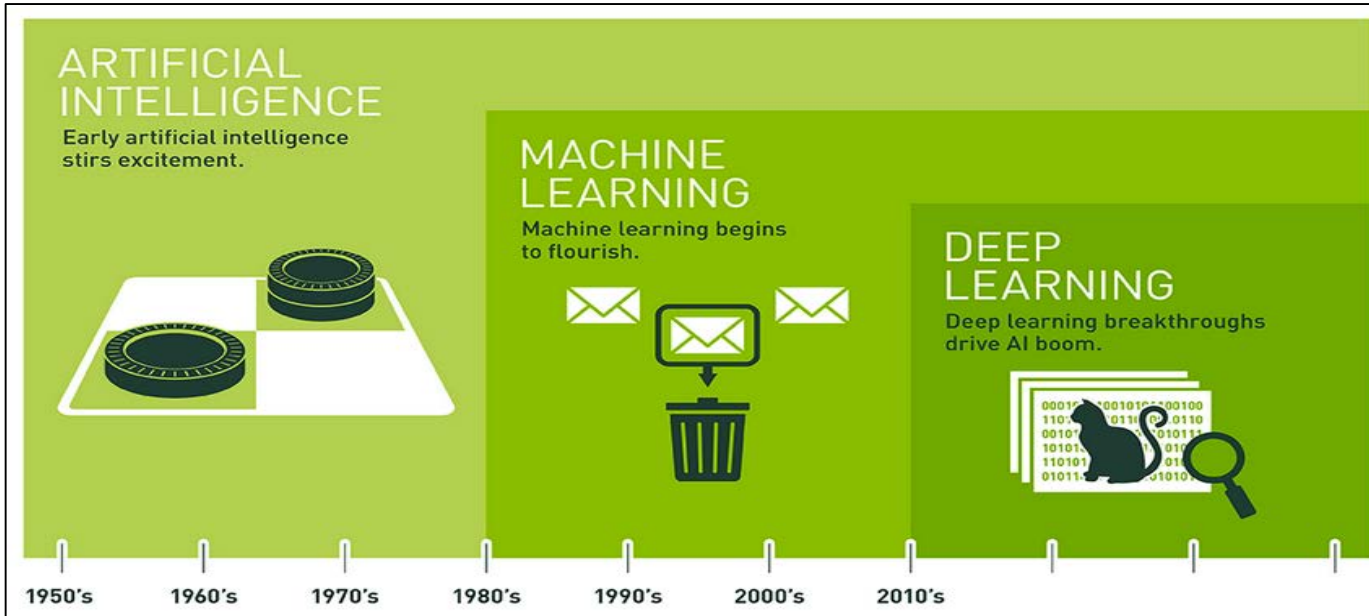 ARTIFICIAL
INTELLIGENCE
Early artificial intelligence
stirs excitement.
MACHINE
LEARNING
Machine learning begins
to flourish.
DEEP
LEARNING
Deep learning breakthroughs
drive AI boom.
1950's 1960's 1970's 1980's 1990's 2000's 2010's